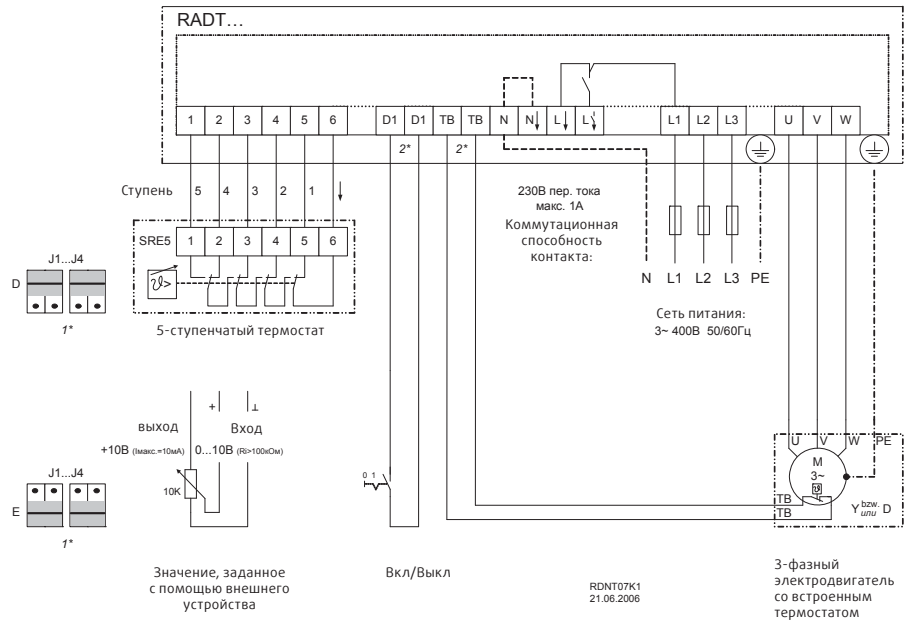 RADT...
1 2 3 4 5 6 D1 D1 TB TB N N L L L1 L2 L3 U V W
2* 2*
Ступень 5 4 3 2 1
230В пер. тока
макс. 1А
Коммутационная
способность
контакта:
SRE5 1 2 3 4 5 6
ϑ>
J1...J4
D
1*
5-ступенчатый термостат
N L1 L2 L3 PE
Сеть питания:
3~ 400В 50/60Гц
+ ⊥
выход Вход
+10В (Iмакс.=10мА) 0...10В (Ri>100кОм)
10K
J1...J4
E
1*
0 1
U V W PE
M
3~
ϑ
TB
TB
Y bzw. или D
Значение, заданное
с помощью внешнего
устройства
Вкл/Выкл
RDNT07K1
21.06.2006
3-фазный
электродвигатель
со встроенным
термостатом